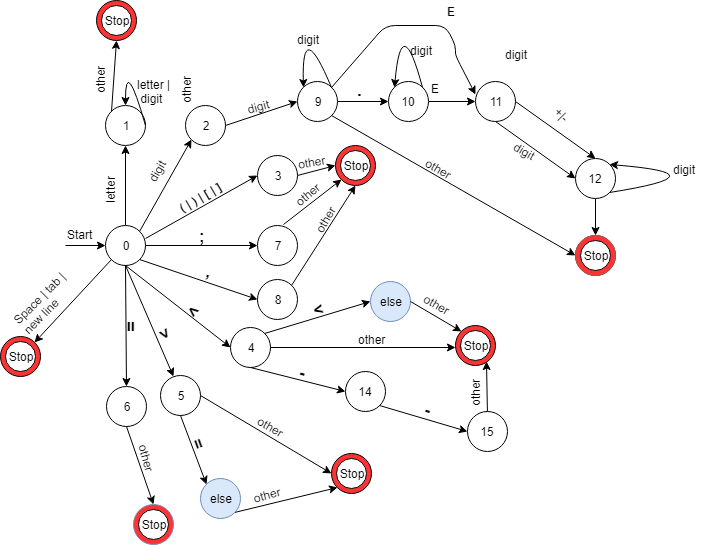 Stop
E
digit
digit
digit
other
letter |
digit
other
E
.
9
10
11
1
2
digit
+/-
digit
digit
other
Stop
3
other
digit
12
letter
( | ) | [ | ]
other
Start
0
;
7
other
Stop
,
8
Space | tab |
new line
=
>
<
<
else
other
Stop
4
other
Stop
-
14
other
6
5
-
15
other
=
other
Stop
else
other
Stop